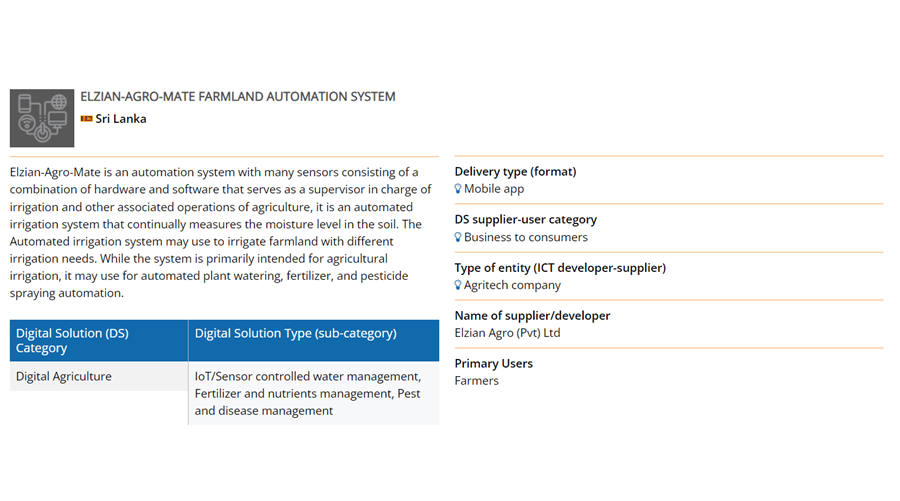 ELZIAN-AGRO-MATE FARMLAND AUTOMATION SYSTEM
Sri Lanka
Elzian-Agro-Mate is an automation system with many sensors consisting of a
combination of hardware and software that serves as a supervisor in charge of
irrigation and other associated operations of agriculture, it is an automated
irrigation system that continually measures the moisture level in the soil. The
Automated irrigation system may use to irrigate farmland with different
irrigation needs. While the system is primarily intended for agricultural
irrigation, it may use for automated plant watering, fertilizer, and pesticide
spraying automation.
Digital Solution (DS)
Category
Digital Solution Type (sub-category)
Digital Agriculture
IoT/Sensor controlled water management,
Fertilizer and nutrients management, Pest
and disease management
Delivery type (format)
Mobile app
DS supplier-user category
Business to consumers
Type of entity (ICT developer-supplier)
Agritech company
Name of supplier/developer
Elzian Agro (Pvt) Ltd
Primary Users
Farmers